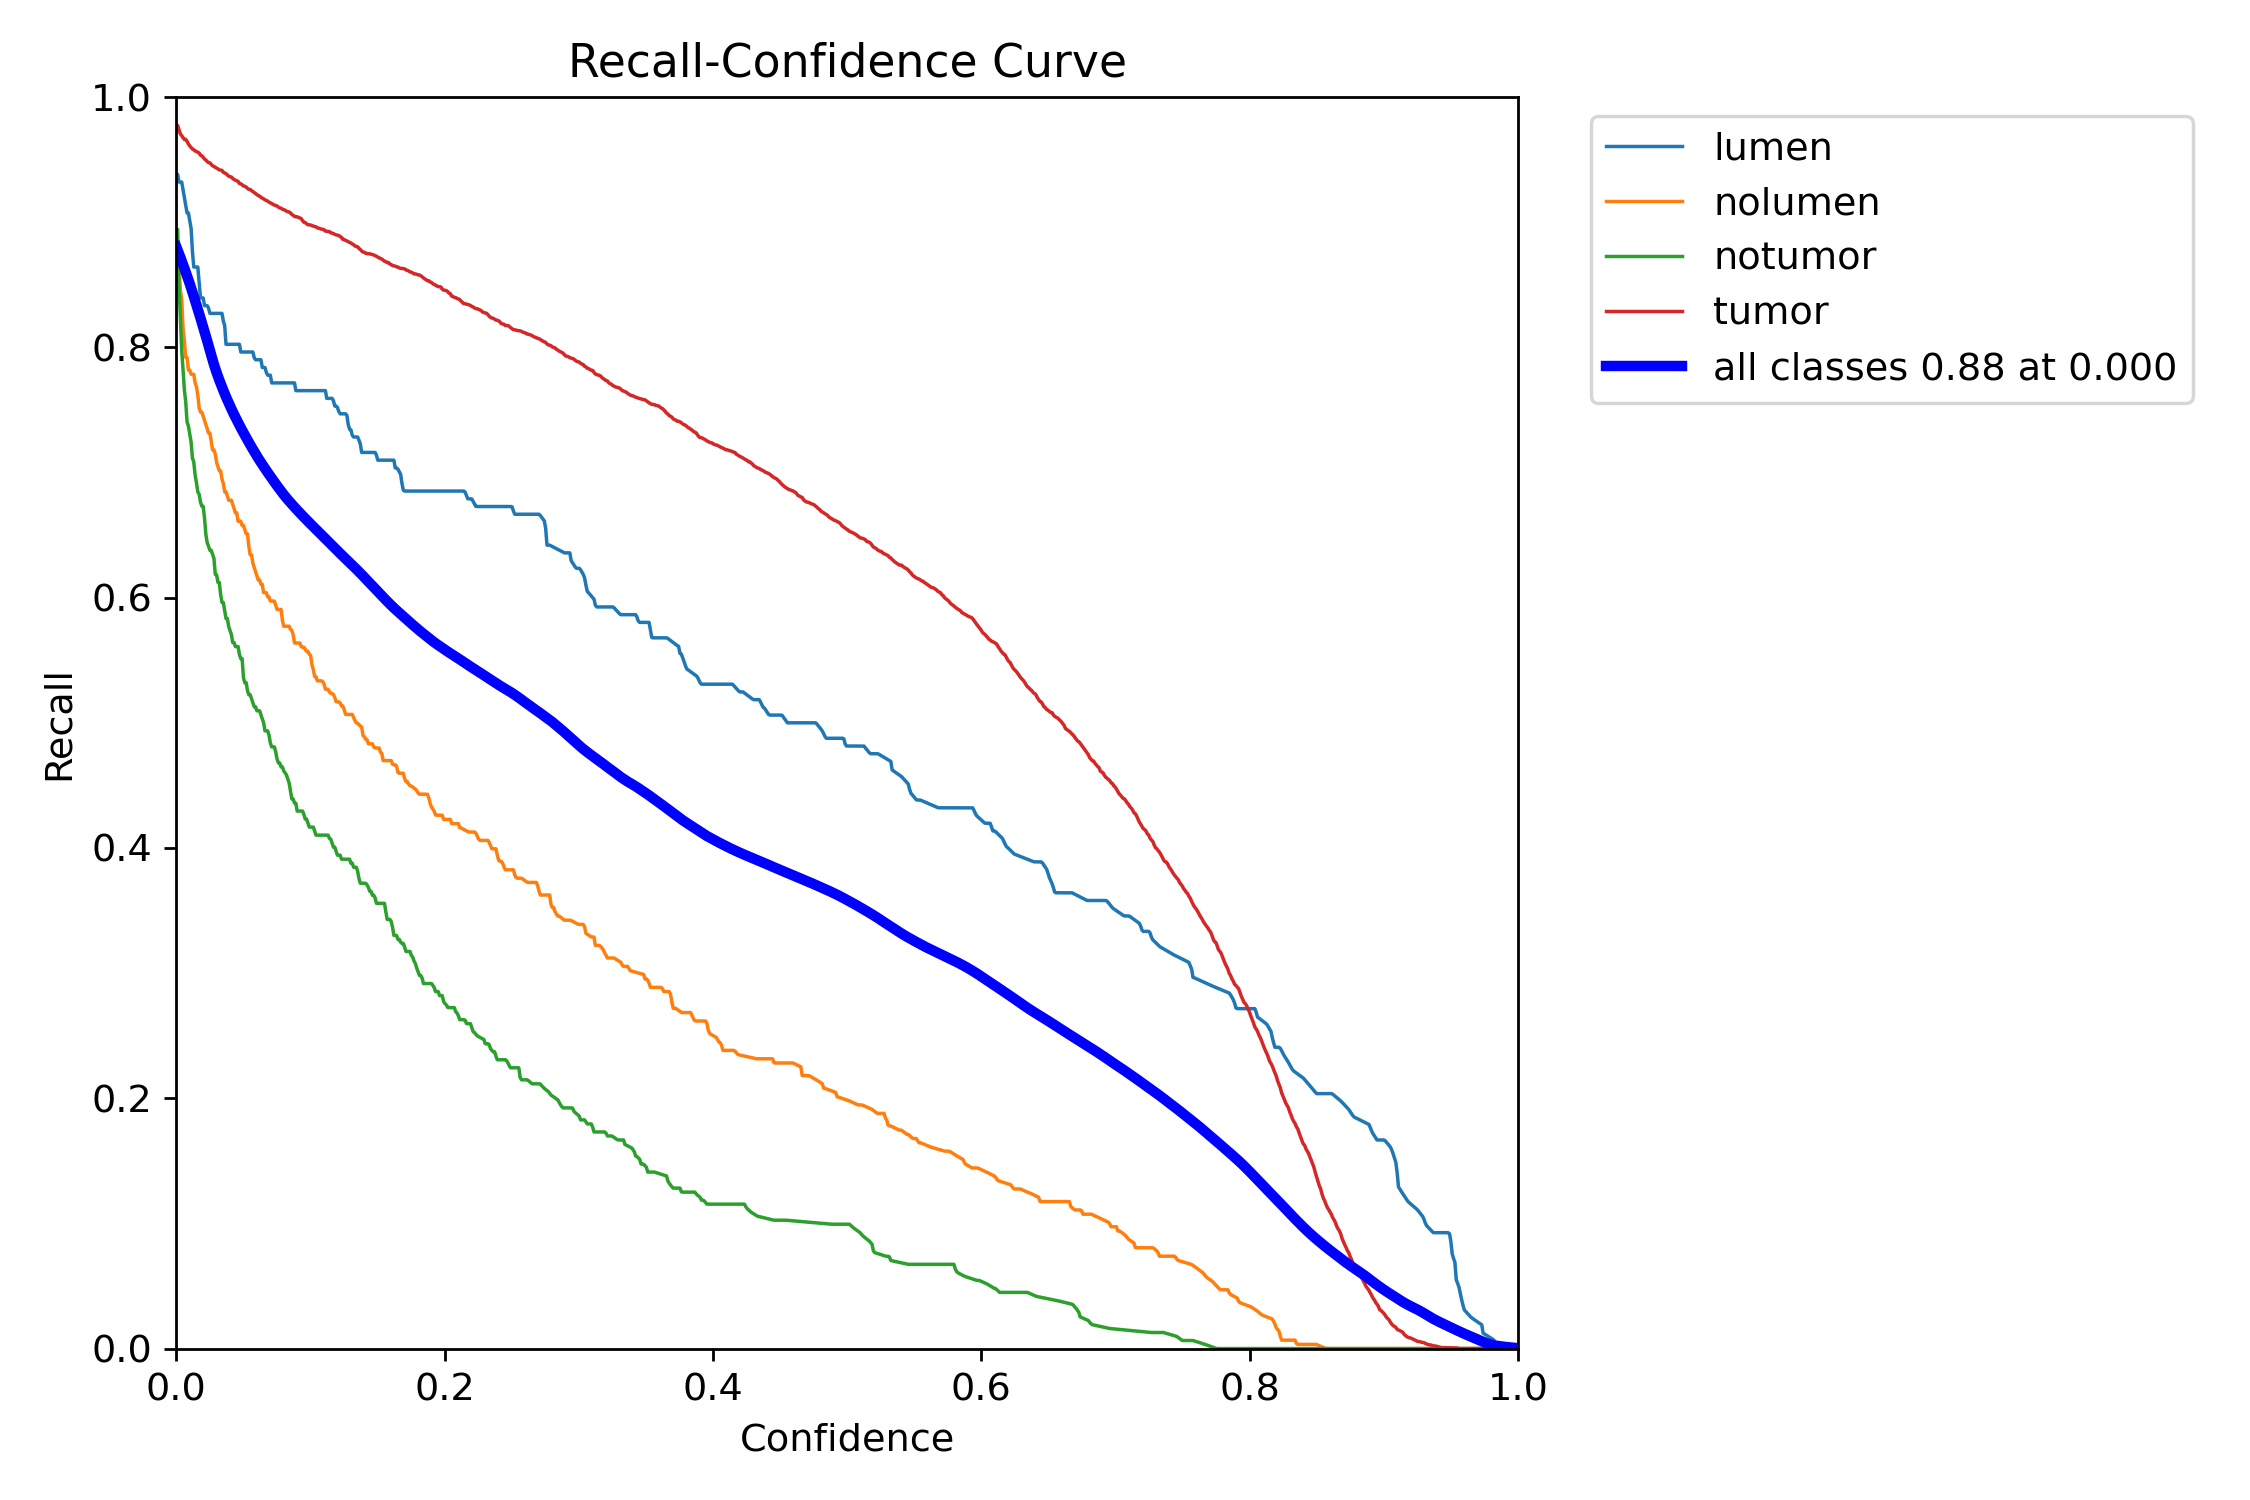 Recall-Confidence Curve
1.0
0.8
0.6
0.4
0.2
0.0
Recall
0.0 0.2 0.4 0.6 0.8 1.0
Confidence
lumen
nolumen
notumor
tumor
all classes 0.88 at 0.000